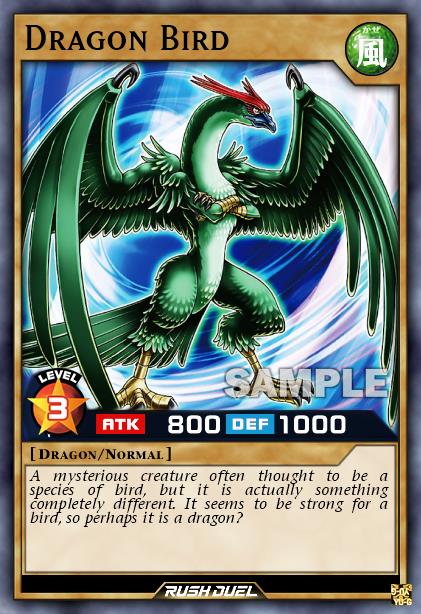 Dragon Bird
かぜ
風
SAMPLE
LEVEL
3
ATK 800 DEF 1000
[Dragon/Normal]
A mysterious creature often thought to be a
species of bird, but it is actually something
completely different. It seems to be strong for a
bird, so perhaps it is a dragon?
RUSH DUEL